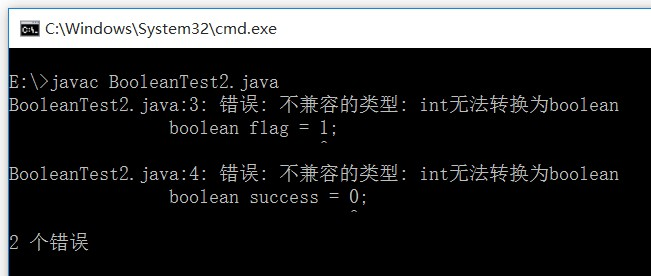 C:\Windows\System32\cmd.exe
E:\>javac BooleanTest2.java
BooleanTest2.java:3: 错误: 不兼容的类型: int无法转换为boolean
boolean flag = 1;
^
BooleanTest2.java:4: 错误: 不兼容的类型: int无法转换为boolean
boolean success = 0;
^
2 个错误